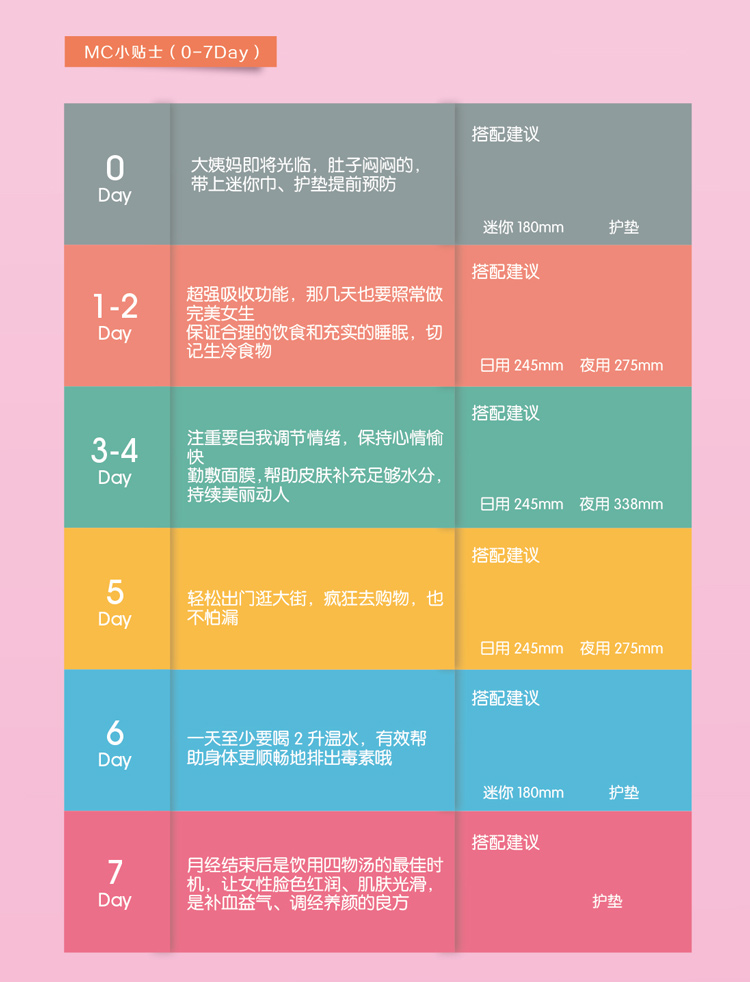 MC小贴士（0-7Day）
0
Day
大姨妈即将光临，肚子闷闷的，
带上迷你巾、护垫提前预防
搭配建议
迷你 180mm 护垫
1-2
Day
超强吸收功能，那几天也要照常做
完美女生
保证合理的饮食和充实的睡眠，切
记生冷食物
搭配建议
日用 245mm 夜用 275mm
3-4
Day
注重要自我调节情绪，保持心情愉
快
勤敷面膜,帮助皮肤补充足够水分，
持续美丽动人
搭配建议
日用 245mm 夜用 338mm
5
Day
轻松出门逛大街，疯狂去购物，也
不怕漏
搭配建议
日用 245mm 夜用 275mm
6
Day
一天至少要喝 2 升温水，有效帮
助身体更顺畅地排出毒素哦
搭配建议
迷你 180mm 护垫
7
Day
月经结束后是饮用四物汤的最佳时
机，让女性脸色红润、肌肤光滑，
是补血益气、调经养颜的良方
搭配建议
护垫